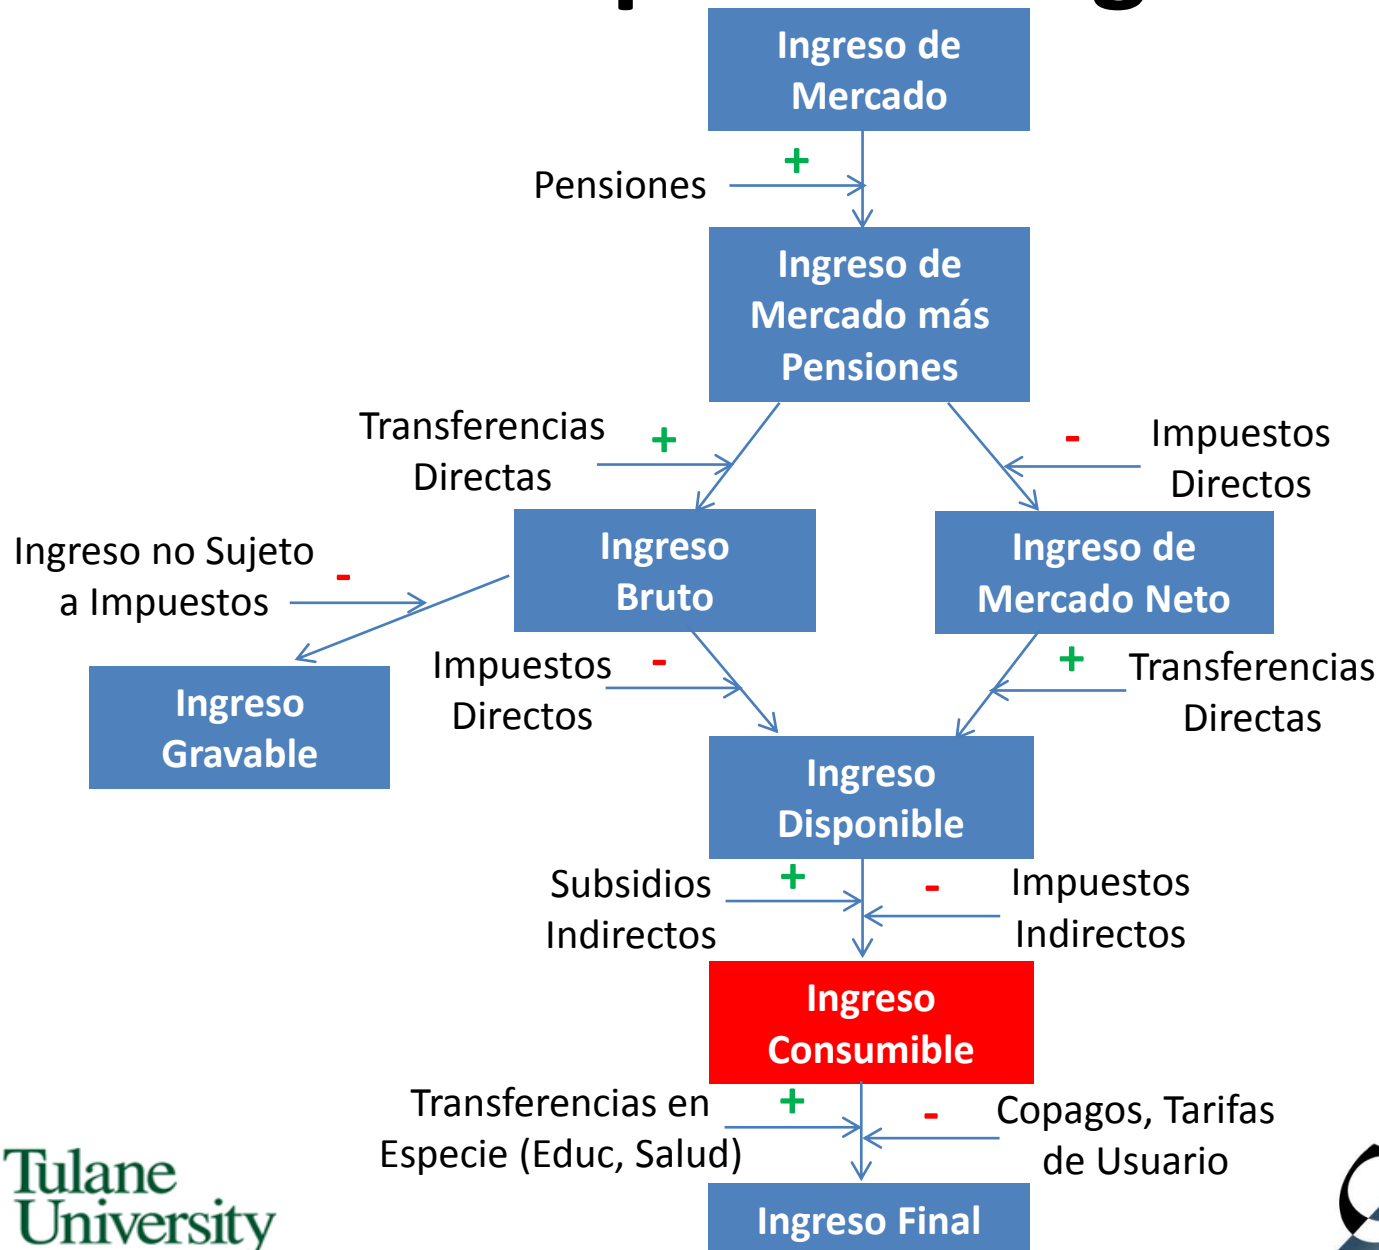 Ingreso de
Mercado
+
Pensiones
Ingreso de
Mercado más
Pensiones
Transferencias
Directas
+
-
Impuestos
Directos
Ingreso no Sujeto
a Impuestos
-
Ingreso
Bruto
Ingreso de
Mercado Neto
Ingreso
Gravable
Impuestos
Directos
-
+
Transferencias
Directas
Ingreso
Disponible
Subsidios
Indirectos
+
-
Impuestos
Indirectos
Ingreso
Consumible
Transferencias en
Especie (Educ, Salud)
+
-
Copagos, Tarifas
de Usuario
Ingreso Final
Tulane
University